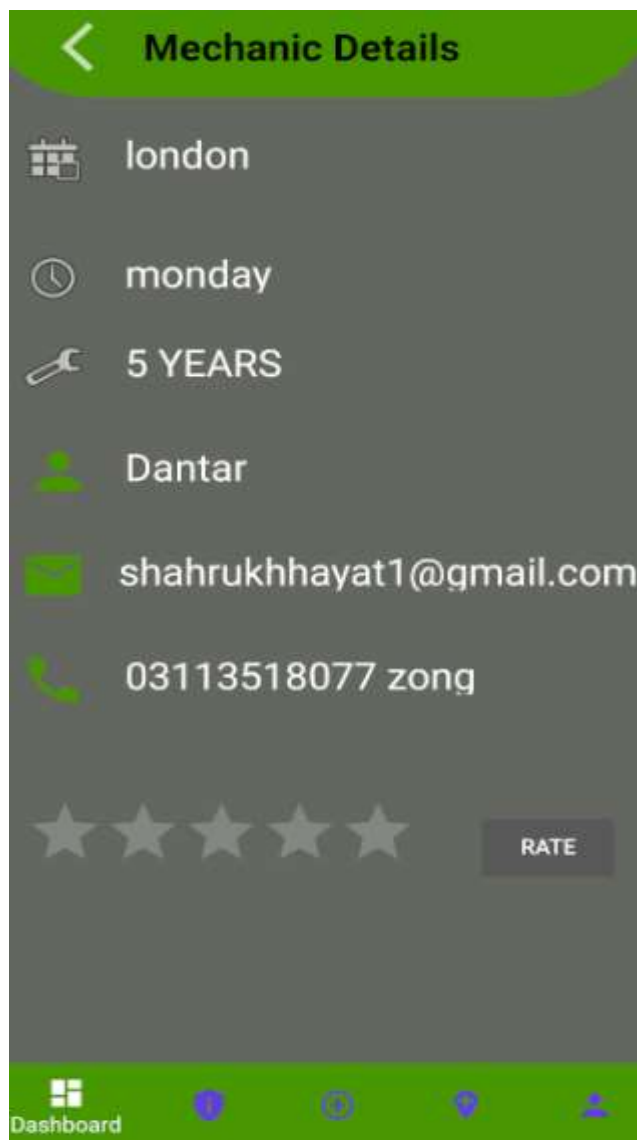 Mechanic Details
london
monday
5 YEARS
Dantar
shahrukhhayat1@gmail.com
03113518077 zong
RATE
Dashboard